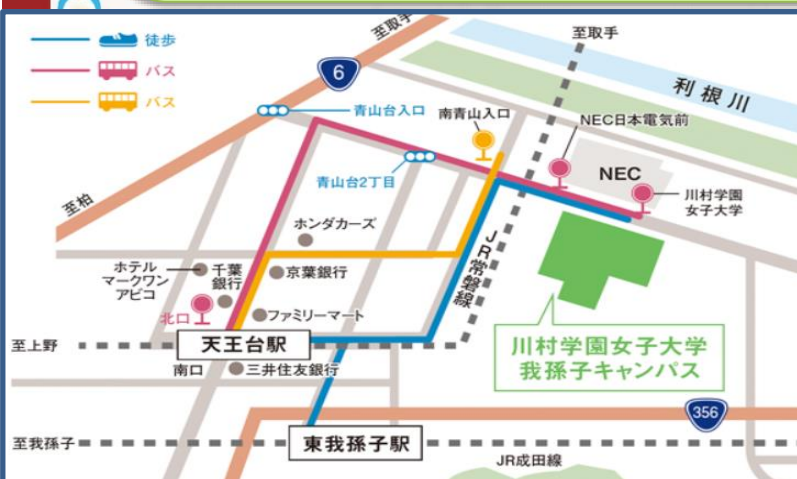 徒歩
バス
バス
至取手
6
至取手
利根川
青山台入口
南青山入口
NEC日本電気前
青山台2丁目
NEC
川村学園
女子大学
至柏
ホンダカーズ
JR常磐線
ホテル
マークワン
アビコ
千葉
銀行
京葉銀行
北口
ファミリーマート
至上野
天王台駅
南口
三井住友銀行
川村学園女子大学
我孫子キャンパス
356
至我孫子
東我孫子駅
JR成田線